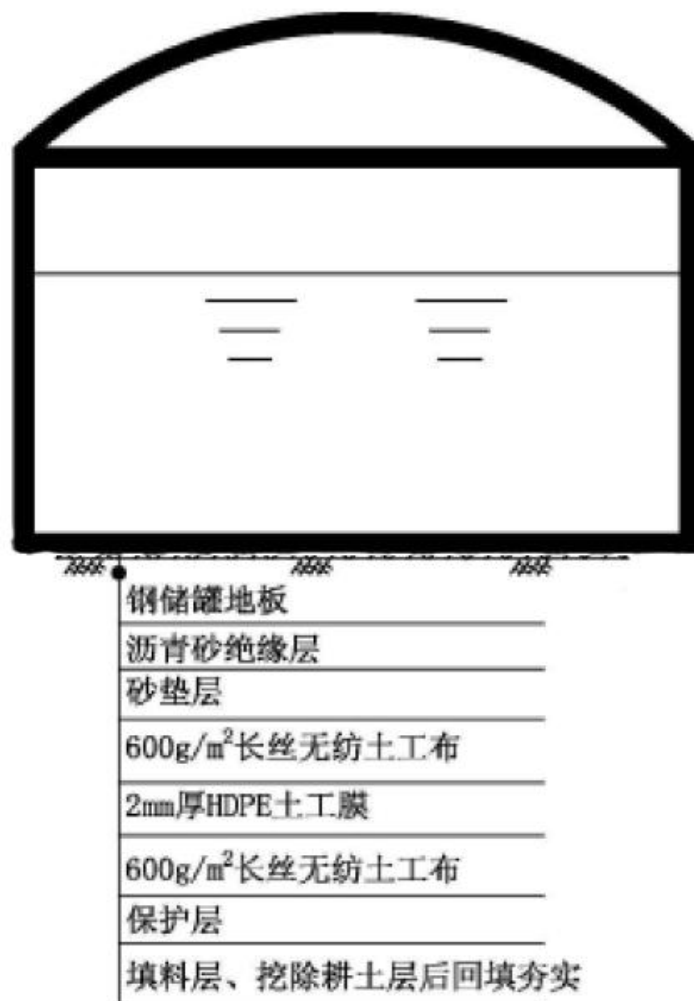 钢储罐地板
沥青砂绝缘层
砂垫层
600g/m²长丝无纺土工布
2mm厚HDPE土工膜
600g/m²长丝无纺土工布
保护层
填料层、挖除耕土层后回填夯实